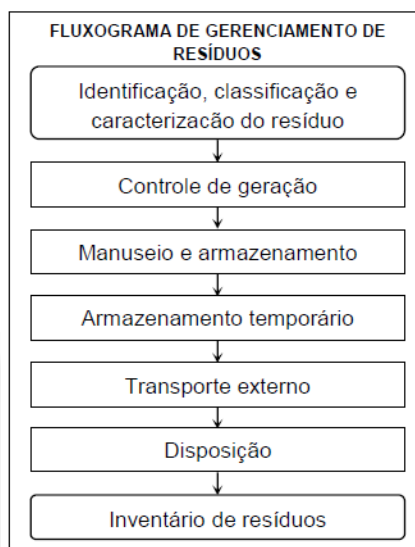 FLUXOGRAMA DE GERENCIAMENTO DE
RESÍDUOS
Identificação, classificação e
caracterizacão do resíduo
Controle de geração
Manuseio e armazenamento
Armazenamento temporário
Transporte externo
Disposição
Inventário de resíduos